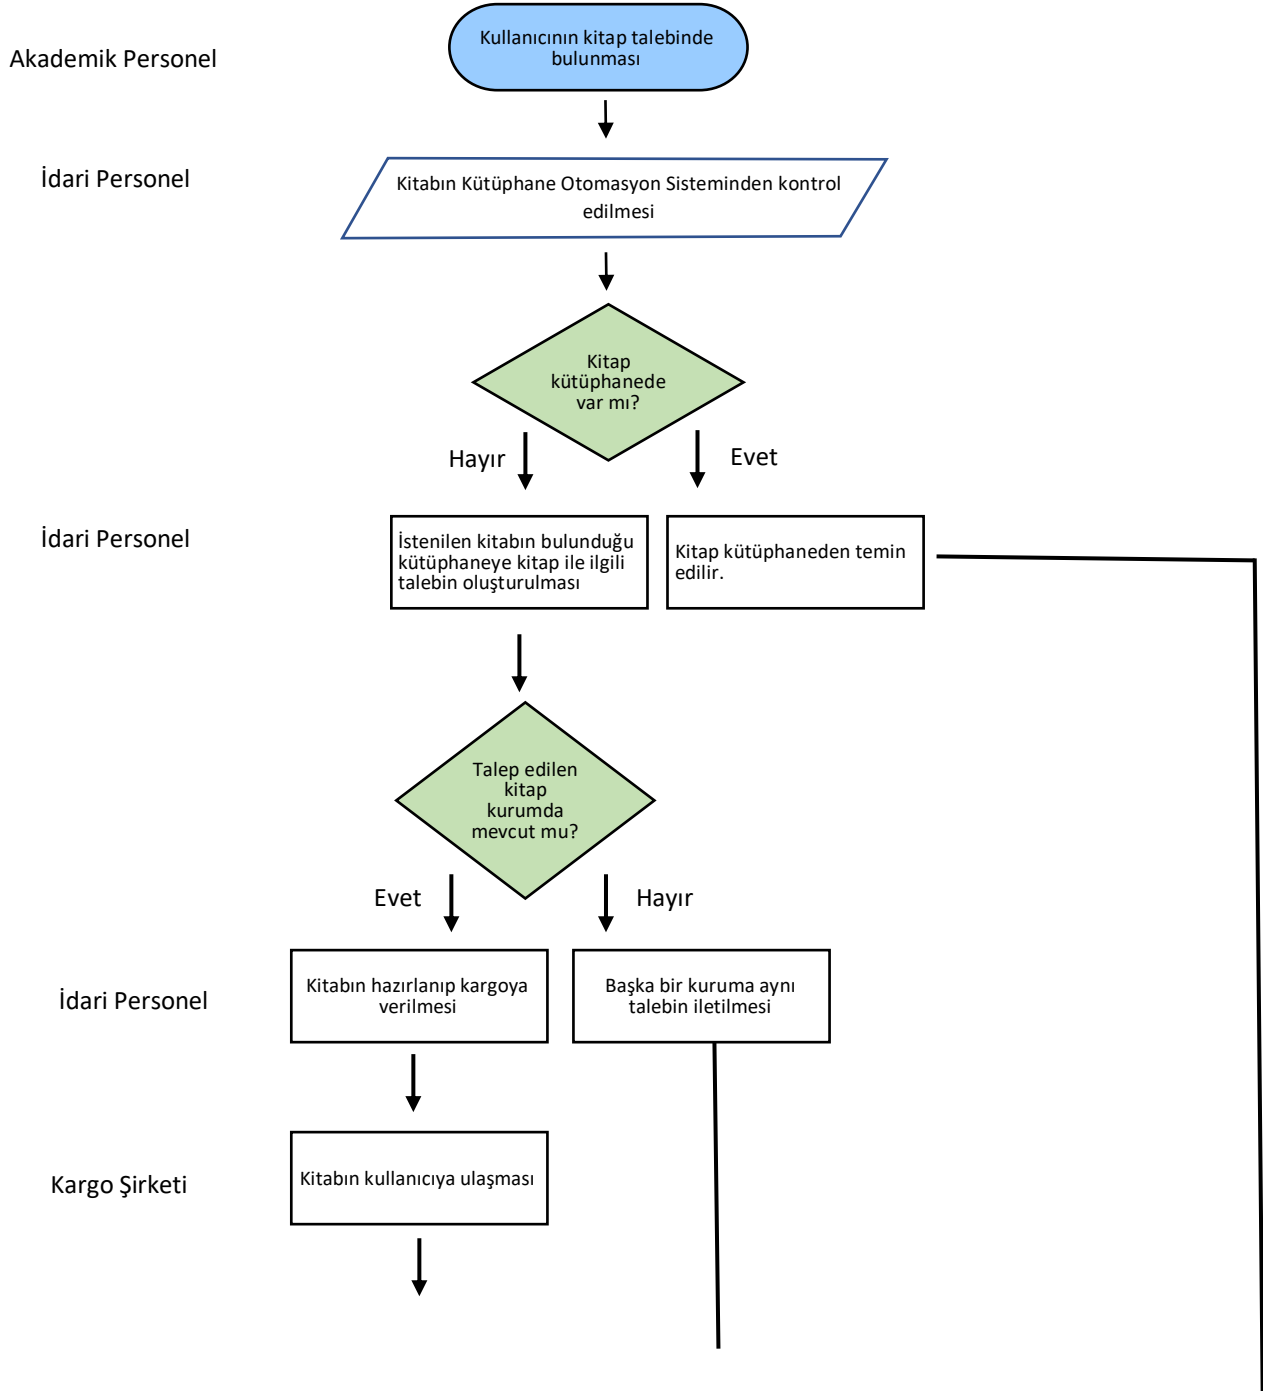 Akademik Personel
Kullanıcının kitap talebinde
bulunması
İdari Personel
Kitabın Kütüphane Otomasyon Sisteminden kontrol
edilmesi
Kitap
kütüphanede
var mı?
Hayır
Evet
İdari Personel
İstenilen kitabın bulunduğu
kütüphaneye kitap ile ilgili
talebin oluşturulması
Kitap kütüphaneden temin
edilir.
Talep edilen
kitap
kurumda
mevcut mu?
Evet
Hayır
İdari Personel
Kitabın hazırlanıp kargoya
verilmesi
Başka bir kuruma aynı
talebin iletilmesi
Kargo Şirketi
Kitabın kullanıcıya ulaşması